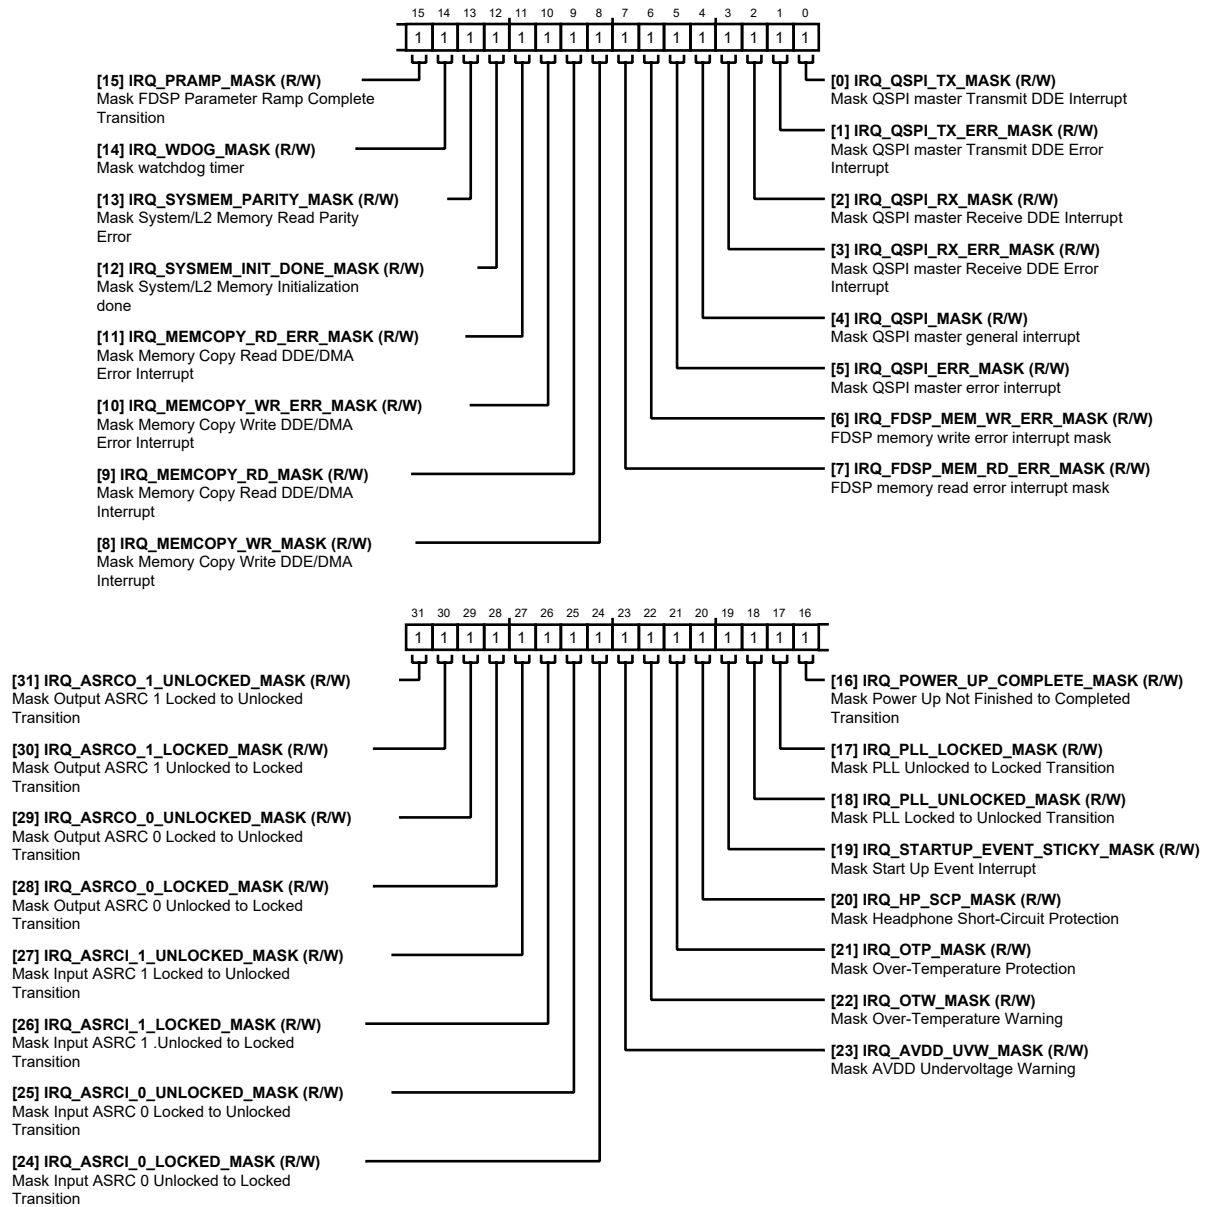 15 14 13 12 11 10 9 8 7 6 5 4 3 2 1 0
1 1 1 1 1 1 1 1 1 1 1 1 1 1 1 1
[15] IRQ_PRAMP_MASK (R/W)
Mask FDSP Parameter Ramp Complete
Transition
[14] IRQ_WDOG_MASK (R/W)
Mask watchdog timer
[13] IRQ_SYSMEM_PARITY_MASK (R/W)
Mask System/L2 Memory Read Parity
Error
[12] IRQ_SYSMEM_INIT_DONE_MASK (R/W)
Mask System/L2 Memory Initialization
done
[11] IRQ_MEMCOPY_RD_ERR_MASK (R/W)
Mask Memory Copy Read DDE/DMA
Error Interrupt
[10] IRQ_MEMCOPY_WR_ERR_MASK (R/W)
Mask Memory Copy Write DDE/DMA
Error Interrupt
[9] IRQ_MEMCOPY_RD_MASK (R/W)
Mask Memory Copy Read DDE/DMA
Interrupt
[8] IRQ_MEMCOPY_WR_MASK (R/W)
Mask Memory Copy Write DDE/DMA
Interrupt
[0] IRQ_QSPI_TX_MASK (R/W)
Mask QSPI master Transmit DDE Interrupt
[1] IRQ_QSPI_TX_ERR_MASK (R/W)
Mask QSPI master Transmit DDE Error
Interrupt
[2] IRQ_QSPI_RX_MASK (R/W)
Mask QSPI master Receive DDE Interrupt
[3] IRQ_QSPI_RX_ERR_MASK (R/W)
Mask QSPI master Receive DDE Error
Interrupt
[4] IRQ_QSPI_MASK (R/W)
Mask QSPI master general interrupt
[5] IRQ_QSPI_ERR_MASK (R/W)
Mask QSPI master error interrupt
[6] IRQ_FDSP_MEM_WR_ERR_MASK (R/W)
FDSP memory write error interrupt mask
[7] IRQ_FDSP_MEM_RD_ERR_MASK (R/W)
FDSP memory read error interrupt mask
31 30 29 28 27 26 25 24 23 22 21 20 19 18 17 16
1 1 1 1 1 1 1 1 1 1 1 1 1 1 1 1
[31] IRQ_ASRCO_1_UNLOCKED_MASK (R/W)
Mask Output ASRC 1 Locked to Unlocked
Transition
[30] IRQ_ASRCO_1_LOCKED_MASK (R/W)
Mask Output ASRC 1 Unlocked to Locked
Transition
[29] IRQ_ASRCO_0_UNLOCKED_MASK (R/W)
Mask Output ASRC 0 Locked to Unlocked
Transition
[28] IRQ_ASRCO_0_LOCKED_MASK (R/W)
Mask Output ASRC 0 Unlocked to Locked
Transition
[27] IRQ_ASRCI_1_UNLOCKED_MASK (R/W)
Mask Input ASRC 1 Locked to Unlocked
Transition
[26] IRQ_ASRCI_1_LOCKED_MASK (R/W)
Mask Input ASRC 1 .Unlocked to Locked
Transition
[25] IRQ_ASRCI_0_UNLOCKED_MASK (R/W)
Mask Input ASRC 0 Locked to Unlocked
Transition
[24] IRQ_ASRCI_0_LOCKED_MASK (R/W)
Mask Input ASRC 0 Unlocked to Locked
Transition
[16] IRQ_POWER_UP_COMPLETE_MASK (R/W)
Mask Power Up Not Finished to Completed
Transition
[17] IRQ_PLL_LOCKED_MASK (R/W)
Mask PLL Unlocked to Locked Transition
[18] IRQ_PLL_UNLOCKED_MASK (R/W)
Mask PLL Locked to Unlocked Transition
[19] IRQ_STARTUP_EVENT_STICKY_MASK (R/W)
Mask Start Up Event Interrupt
[20] IRQ_HP_SCP_MASK (R/W)
Mask Headphone Short-Circuit Protection
[21] IRQ_OTP_MASK (R/W)
Mask Over-Temperature Protection
[22] IRQ_OTW_MASK (R/W)
Mask Over-Temperature Warning
[23] IRQ_AVDD_UVW_MASK (R/W)
Mask AVDD Undervoltage Warning